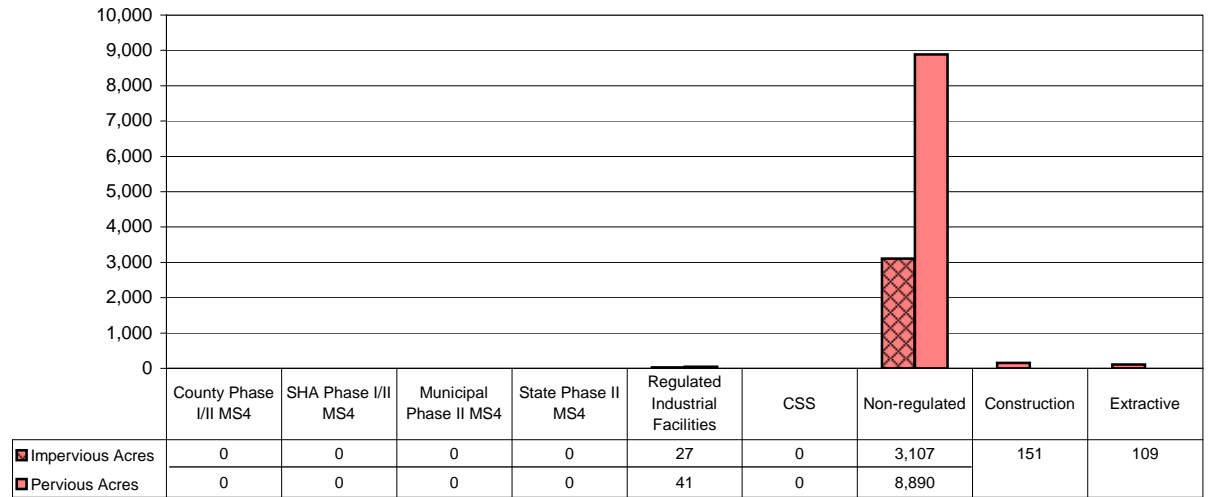 10,000
9,000
8,000
7,000
6,000
5,000
4,000
3,000
2,000
1,000
0
County Phase I/II MS4
SHA Phase I/II MS4
Municipal Phase II MS4
State Phase II MS4
Regulated Industrial Facilities
CSS
Non-regulated
Construction
Extractive
Impervious Acres 0 0 0 0 27 0 3,107 151 109
Pervious Acres 0 0 0 0 41 0 8,890